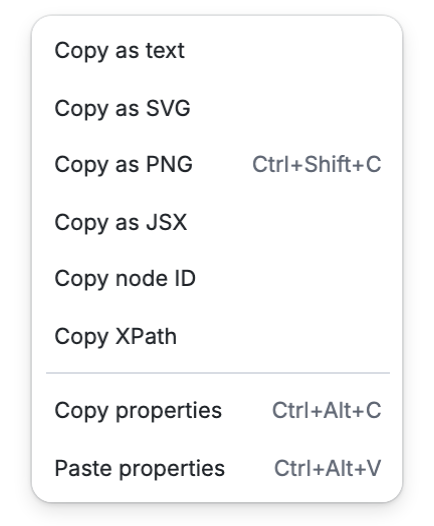 Copy as text
Copy as SVG
Copy as PNG Ctrl+Shift+C
Copy as JSX
Copy node ID
Copy XPath
Copy properties Ctrl+Alt+C
Paste properties Ctrl+Alt+V